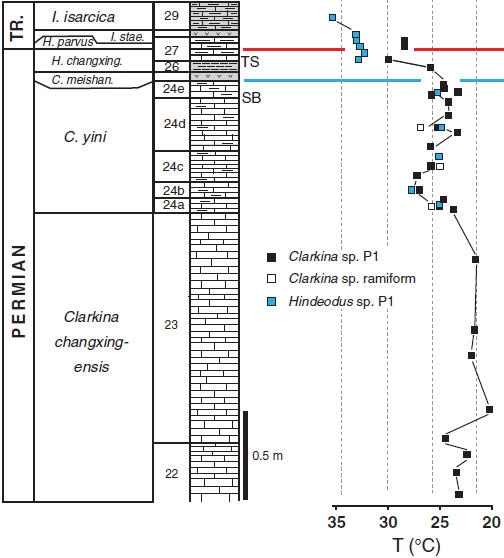 TR.
I. isarcica
29
H. parvus
I. stae.
27
H. changxing.
26
TS
C. meishan.
24e
SB
24d
C. yini
24c
24b
24a
PERMIAN
Clarkina
changxing-
ensis
23
22
Clarkina sp. P1
Clarkina sp. ramiform
Hindeodus sp. P1
0.5 m
35 30 25 20
T (°C)